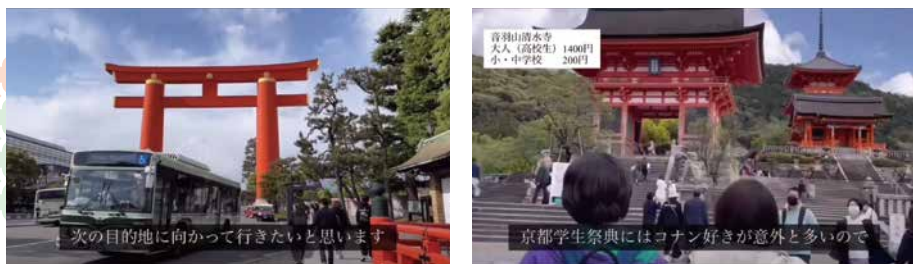 次の目的地に向かって行きたいと思います
音羽山清水寺
大人（高校生）1400円
小・中学校　　200円
京都学生祭典にはコナン好きが意外と多いので